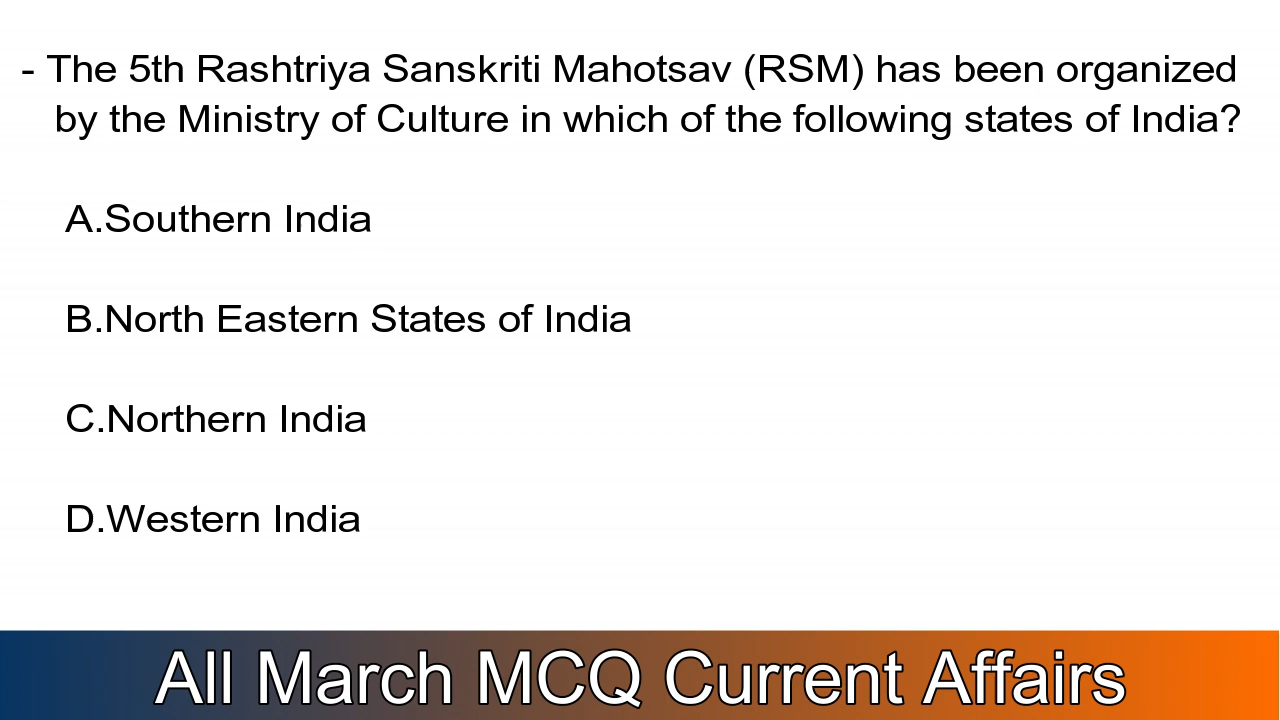 - The 5th Rashtriya Sanskriti Mahotsav (RSM) has been organized
by the Ministry of Culture in which of the following states of India?
A.Southern India
B.North Eastern States of India
C.Northern India
D.Western India
All March MCQ Current Affairs